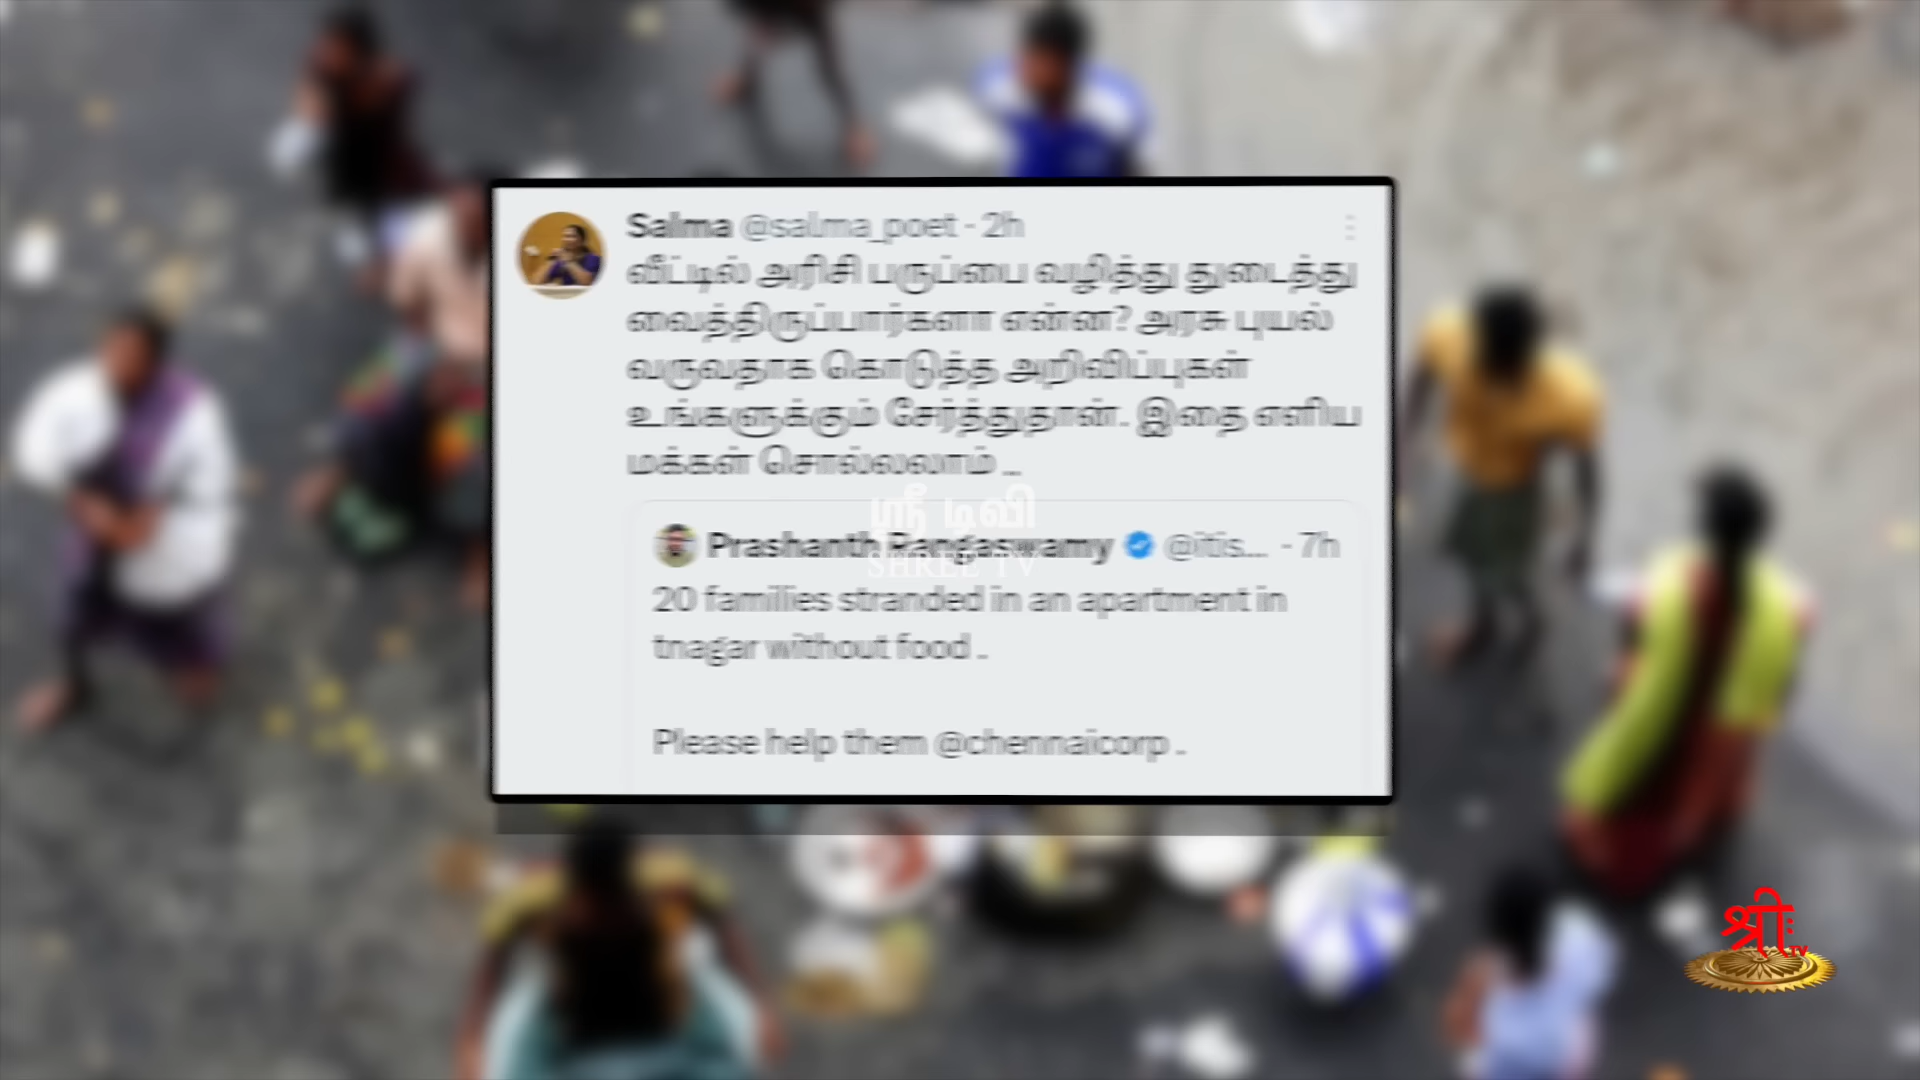 Salma @salma_poet · 2h
வீட்டில் அரிசி பருப்பை வழித்து துடைத்து
வைத்திருப்பார்களா என்ன? அரசு புயல்
வருவதாக கொடுத்த அறிவிப்புகள்
உங்களுக்கும் சேர்த்துதான். இதை எளிய
மக்கள் சொல்லலாம் ..
ஸ்ரீ டிவி
SHREE TV
Prashanth Rangaswamy @itis... · 7h
20 families stranded in an apartment in
tnagar without food .
Please help them @chennaicorp .
श्रीः
TV